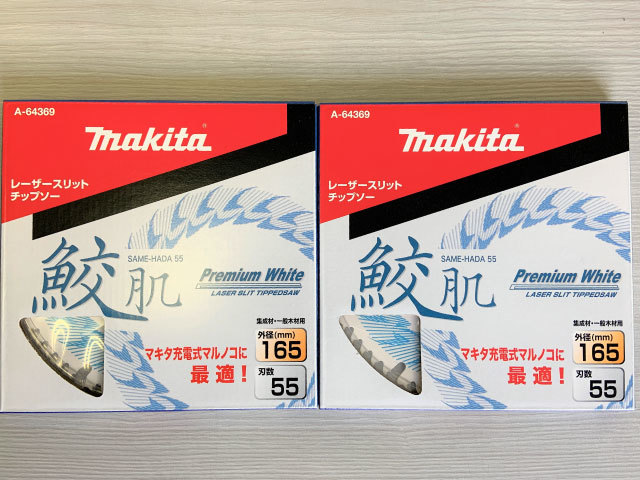 A-64369
makita
レーザースリット
チップソー
SAME-HADA 55
鮫肌
Premium White
LASER SLIT TIPPEDSAW
集成材・一般木材用
外径(mm)
165
マキタ充電式マルノコに
最適!
刃数
55
A-64369
makita
レーザースリット
チップソー
SAME-HADA 55
鮫肌
Premium White
LASER SLIT TIPPEDSAW
集成材・一般木材用
外径(mm)
165
マキタ充電式マルノコに
最適!
刃数
55